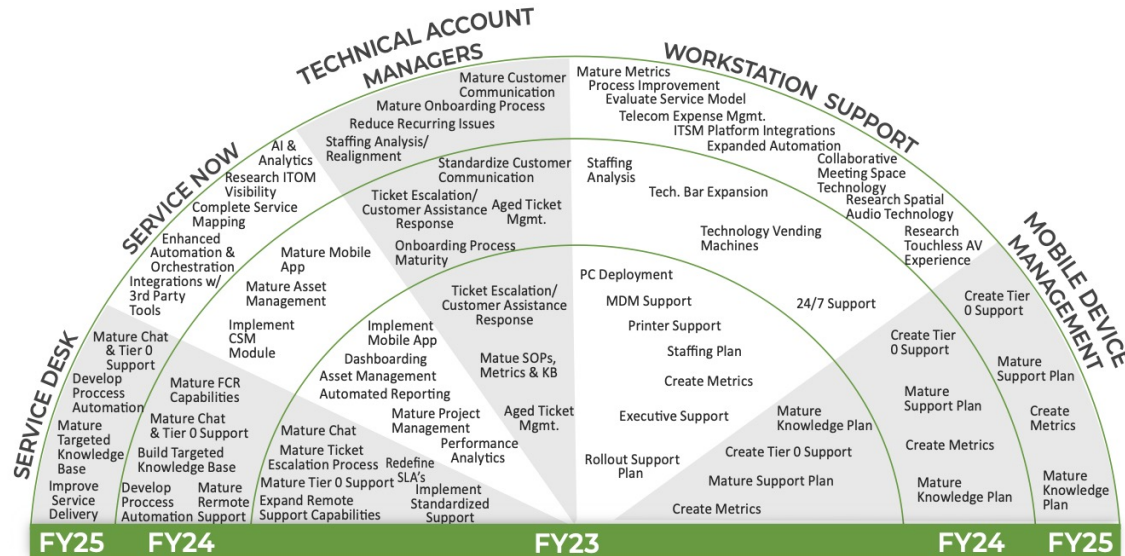 TECHNICAL ACCOUNT
MANAGERS
WORKSTATION SUPPORT
SERVICE NOW
MOBILE DEVICE
MANAGEMENT
SERVICE DESK
Mature Chat
& Tier 0
Support
Develop
Proccess
Automation
Mature
Targeted
Knowledge
Base
Improve
Service
Delivery
Mature FCR
Capabilities
Mature Chat
& Tier 0 Support
Build Targeted
Knowledge Base
Develop
Proccess
Automation
Mature
Rermote
Support
Mature Chat
Mature Ticket
Escalation Process
Redefine
SLA's
Mature Tier 0 Support
Expand Remote
Support Capabilities
Implement
Standardized
Support
AI &
Analytics
Research ITOM
Visibility
Complete Service
Mapping
Enhanced
Automation &
Orchestration
Integrations w/
3rd Party
Tools
Mature Mobile
App
Mature Asset
Management
Implement
CSM
Module
Implement
Mobile App
Dashboarding
Asset Management
Automated Reporting
Mature Project
Management
Performance
Analytics
Mature Customer
Communication
Mature Onboarding Process
Reduce Recurring Issues
Staffing Analysis/
Realignment
Standardize Customer
Communication
Ticket Escalation/
Customer Assistance
Response
Aged Ticket
Mgmt.
Onboarding Process
Maturity
Ticket Escalation/
Customer Assistance
Response
Matue SOPs,
Metrics & KB
Aged Ticket
Mgmt.
Mature Metrics
Process Improvement
Evaluate Service Model
Telecom Expense Mgmt.
ITSM Platform Integrations
Expanded Automation
Collaborative
Meeting Space
Technology
Research Spatial
Audio Technology
Research
Touchless AV
Experience
Staffing
Analysis
Tech. Bar Expansion
Technology Vending
Machines
24/7 Support
PC Deployment
MDM Support
Printer Support
Staffing Plan
Create Metrics
Executive Support
Rollout Support
Plan
Create Tier
0 Support
Mature
Support Plan
Create
Metrics
Mature
Knowledge
Plan
Create Tier
0 Support
Mature
Support Plan
Create Metrics
Mature
Knowledge Plan
Mature
Knowledge Plan
Create Tier 0 Support
Mature Support Plan
Create Metrics
FY25
FY24
FY23
FY24
FY25